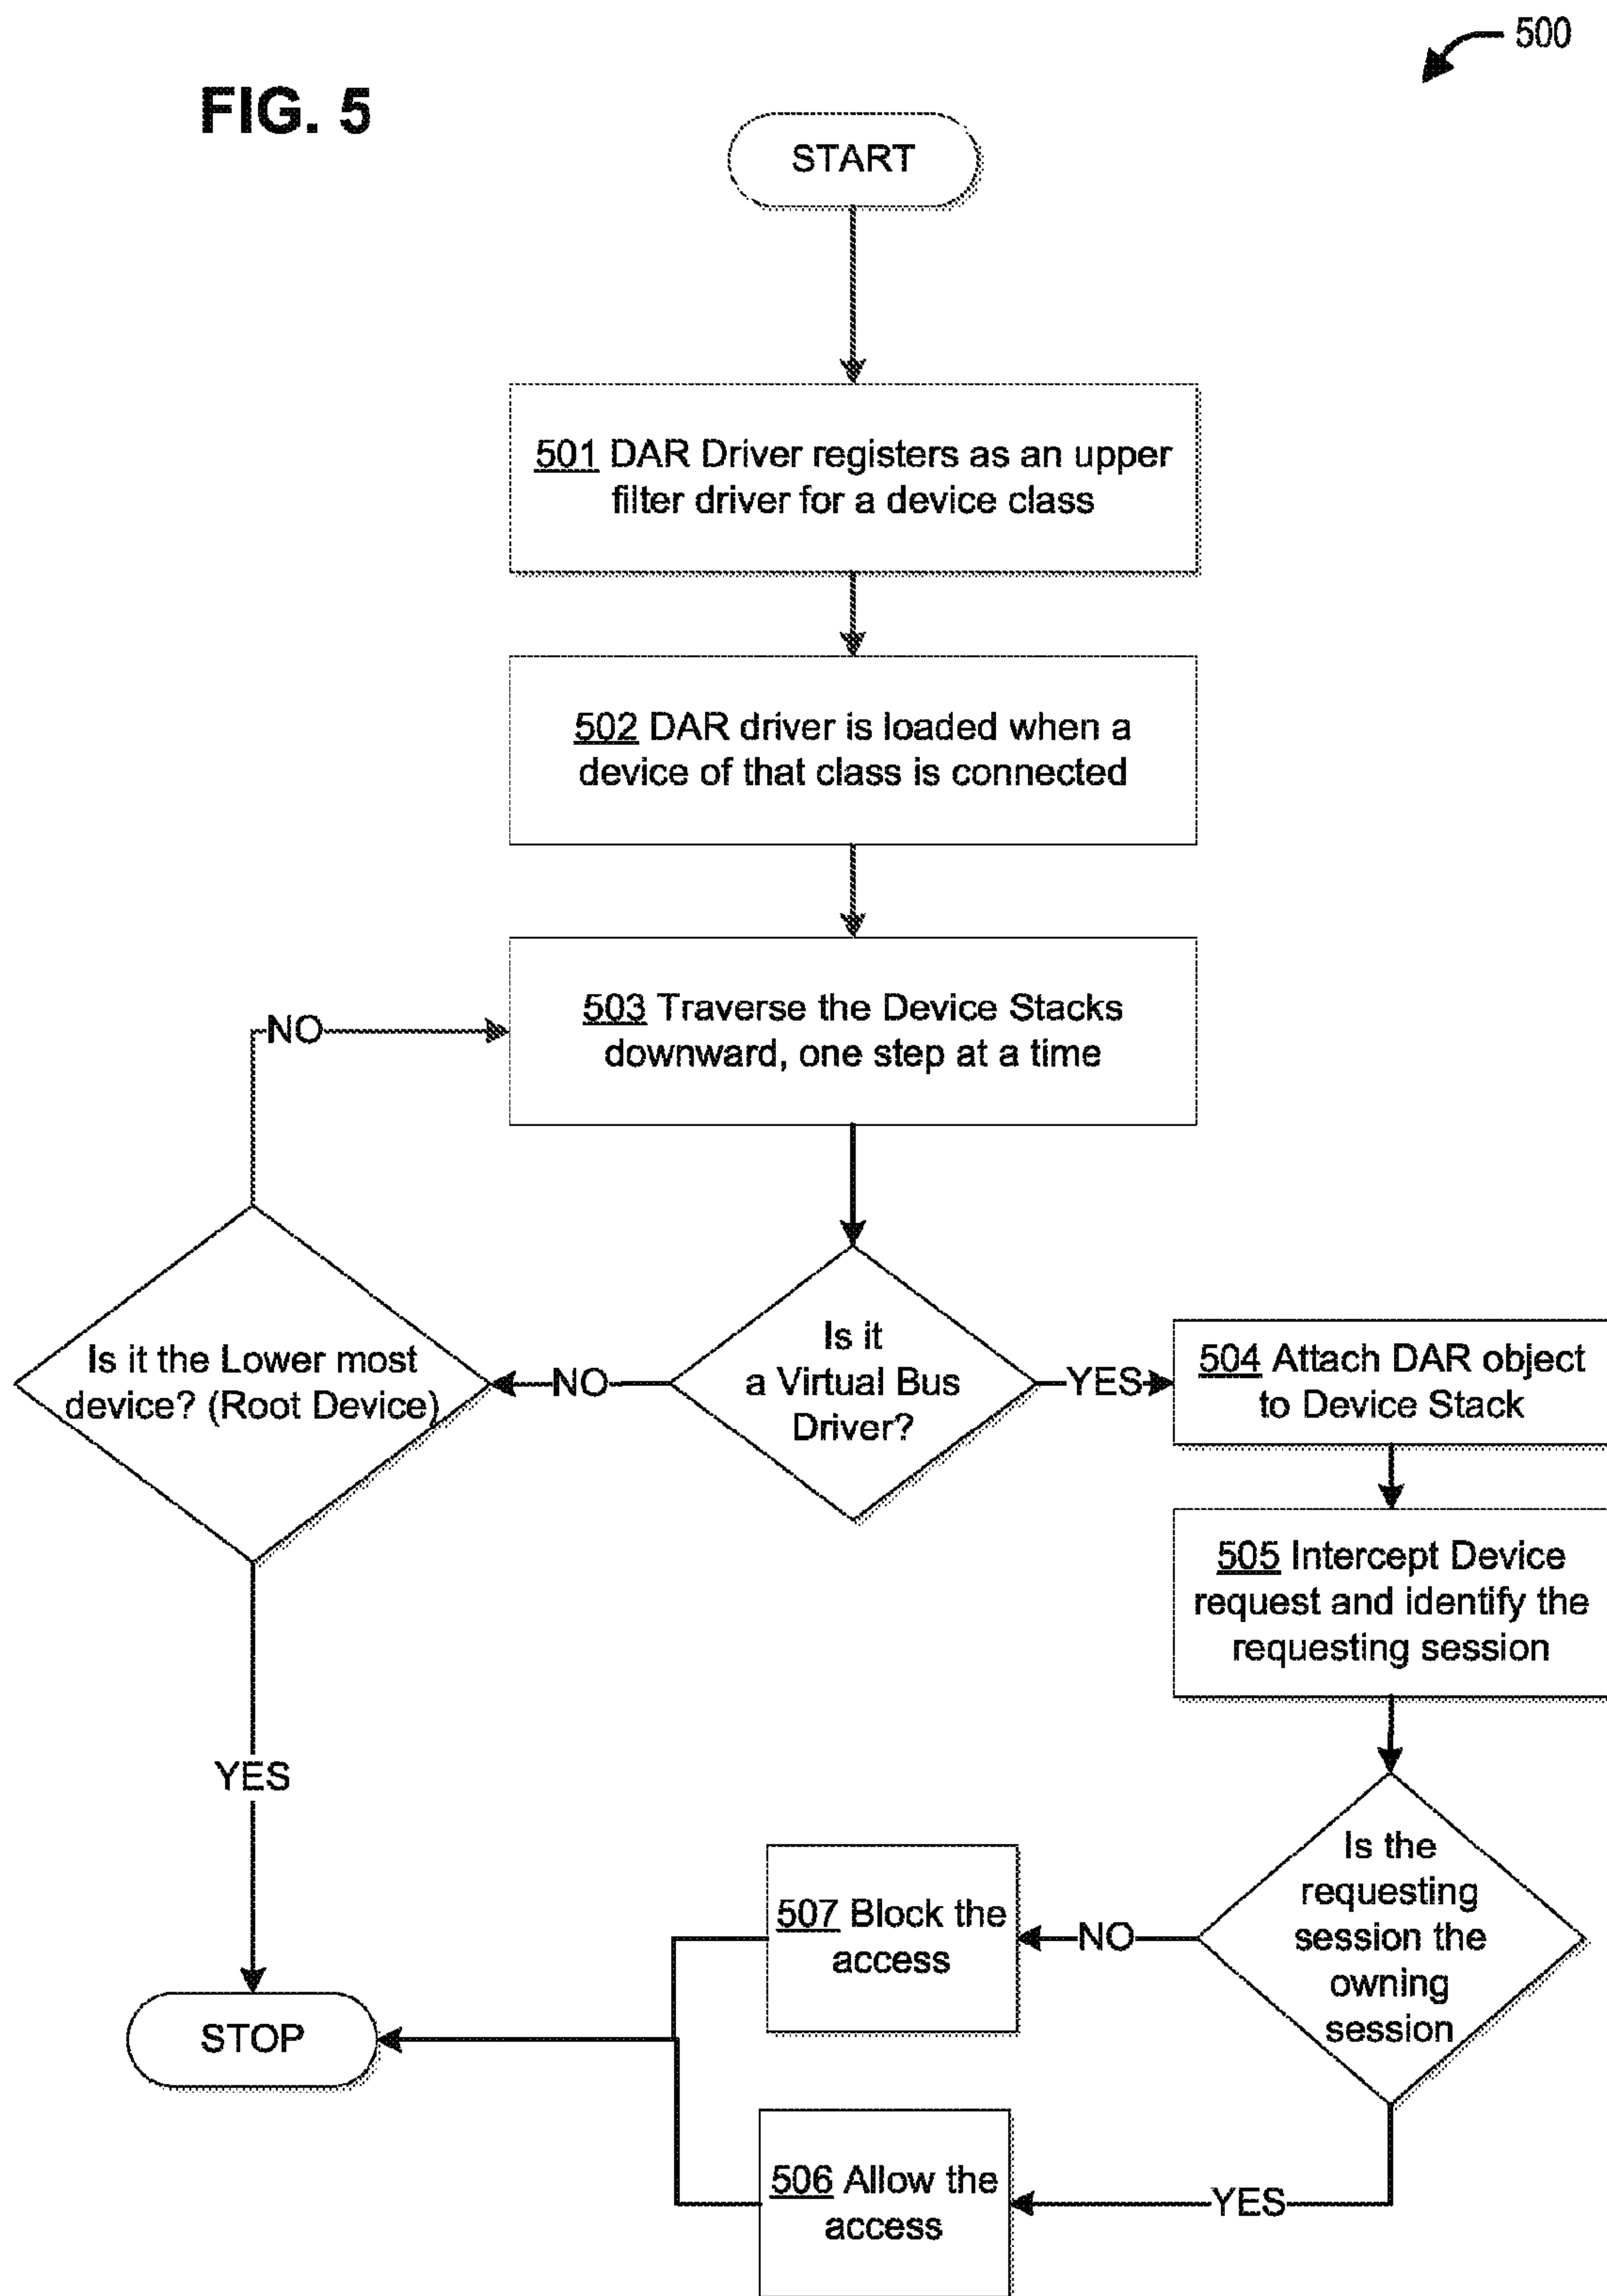 500
FIG. 5
START
501 DAR Driver registers as an upper
filter driver for a device class
502 DAR driver is loaded when a
device of that class is connected
503 Traverse the Device Stacks
downward, one step at a time
NO
Is it the Lower most
device? (Root Device)
NO
Is it
a Virtual Bus
Driver?
YES
504 Attach DAR object
to Device Stack
505 Intercept Device
request and identify the
requesting session
YES
Is the
requesting
session the
owning
session
NO
507 Block the
access
STOP
506 Allow the
access
YES